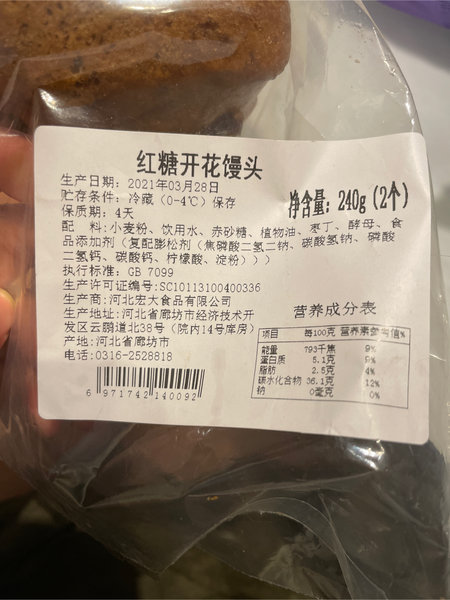 红糖开花馒头
生产日期：2021年03月28日
贮存条件：冷藏（0-4℃）保存
净含量：240g（2个）
保质期：4天
配　料:小麦粉、饮用水、赤砂糖、植物油、枣丁、酵母、食
品添加剂（复配膨松剂（焦磷酸二氢二钠、碳酸氢钠、磷酸
二氢钙、碳酸钙、柠檬酸、淀粉）））
执行标准：GB 7099
生产许可证编号:SC10113100400336
生产商:河北宏大食品有限公司
生产地址:河北省廊坊市经济技术开
发区云鹏道北38号（院内14号库房）
产地：河北省廊坊市
电话:0316-2528818
6 971742 140092
营养成分表
项目 每100克 营养素参考值%
能量 793千焦 9%
蛋白质 5.1克 9%
脂肪 2.5克 4%
碳水化合物 36.1克 12%
钠 0毫克 0%